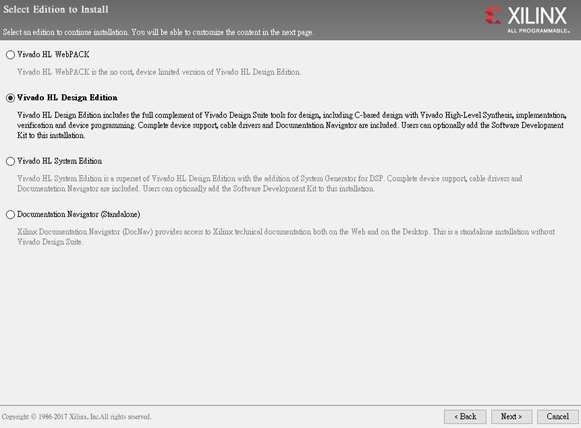 Select Edition to Install
Select an edition to continue installation. You will be able to customize the content in the next page.
XILINX
ALL PROGRAMMABLE.
Vivado HL WebPACK
Vivado HL WebPACK is the no cost, device limited version of Vivado HL Design Edition.
Vivado HL Design Edition
Vivado HL Design Edition includes the full complement of Vivado Design Suite tools for design, including C-based design with Vivado High-Level Synthesis, implementation,
verification and device programming. Complete device support, cable drivers and Documentation Navigator are included. Users can optionally add the Software Development
Kit to this installation.
Vivado HL System Edition
Vivado HL System Edition is a superset of Vivado HL Design Edition with the addition of System Generator for DSP. Complete device support, cable drivers and
Documentation Navigator are included. Users can optionally add the Software Development Kit to this installation.
Documentation Navigator (Standalone)
Xilinx Documentation Navigator (DocNav) provides access to Xilinx technical documentation both on the Web and on the Desktop. This is a standalone installation without
Vivado Design Suite.
Copyright © 1986-2017 Xilinx, Inc.All rights reserved.
< Back
Next >
Cancel